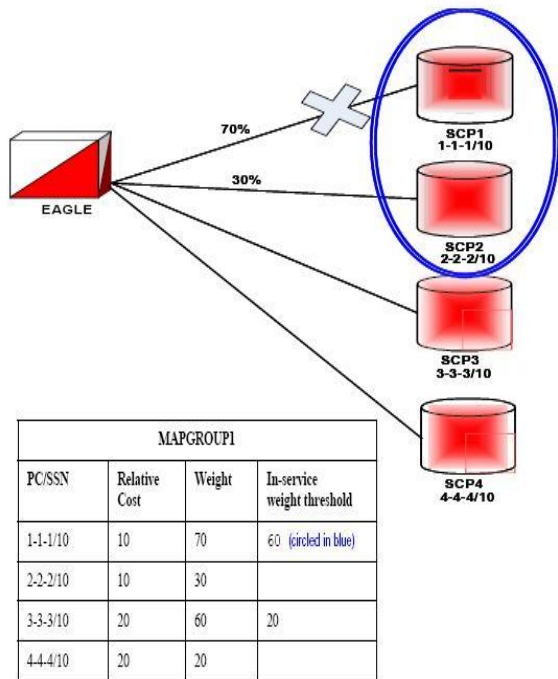 70%
SCP1
1-1-1/10
30%
EAGLE
SCP2
2-2-2/10
SCP3
3-3-3/10
SCP4
4-4-4/10
MAPGROUP1
PC/SSN Relative Cost Weight In-service weight threshold
1-1-1/10 10 70 60 (circled in blue)
2-2-2/10 10 30
3-3-3/10 20 60 20
4-4-4/10 20 20